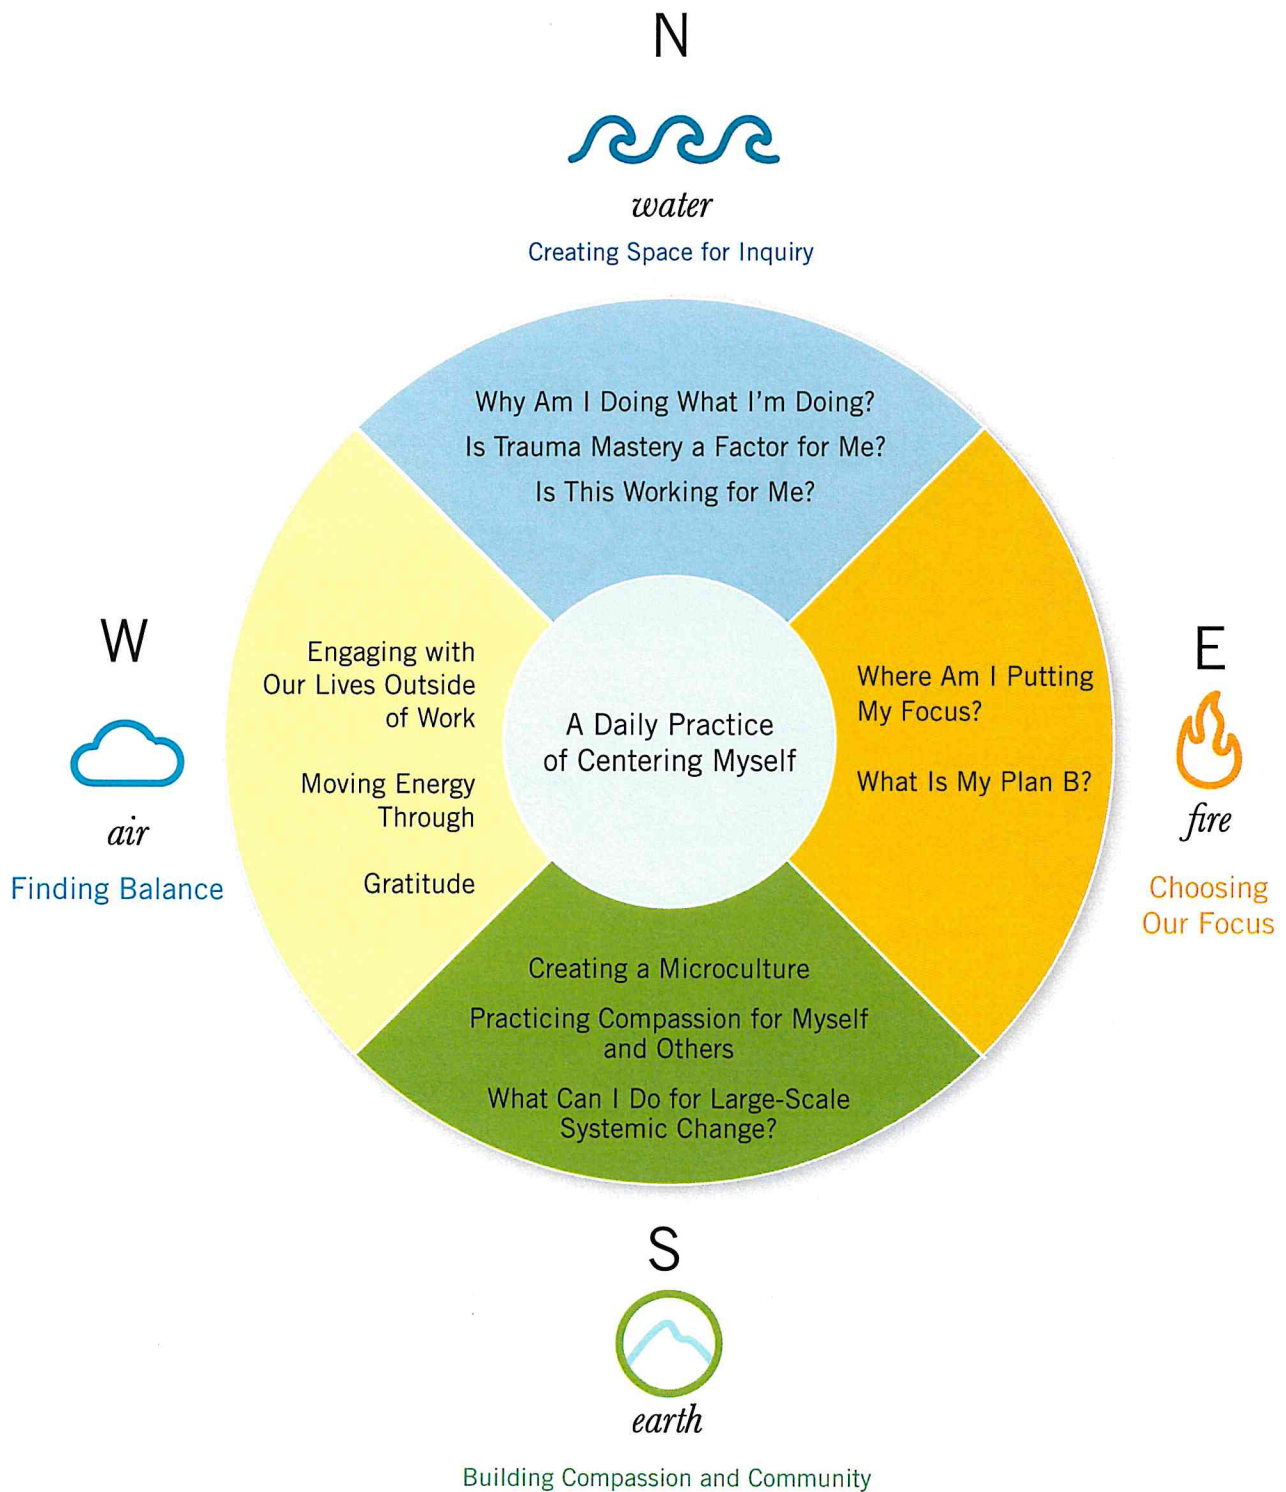 N
water
Creating Space for Inquiry
Why Am I Doing What I'm Doing?
Is Trauma Mastery a Factor for Me?
Is This Working for Me?
W
air
Finding Balance
Engaging with
Our Lives Outside
of Work
Moving Energy
Through
Gratitude
A Daily Practice
of Centering Myself
Where Am I Putting
My Focus?
What Is My Plan B?
E
fire
Choosing
Our Focus
Creating a Microculture
Practicing Compassion for Myself
and Others
What Can I Do for Large-Scale
Systemic Change?
S
earth
Building Compassion and Community